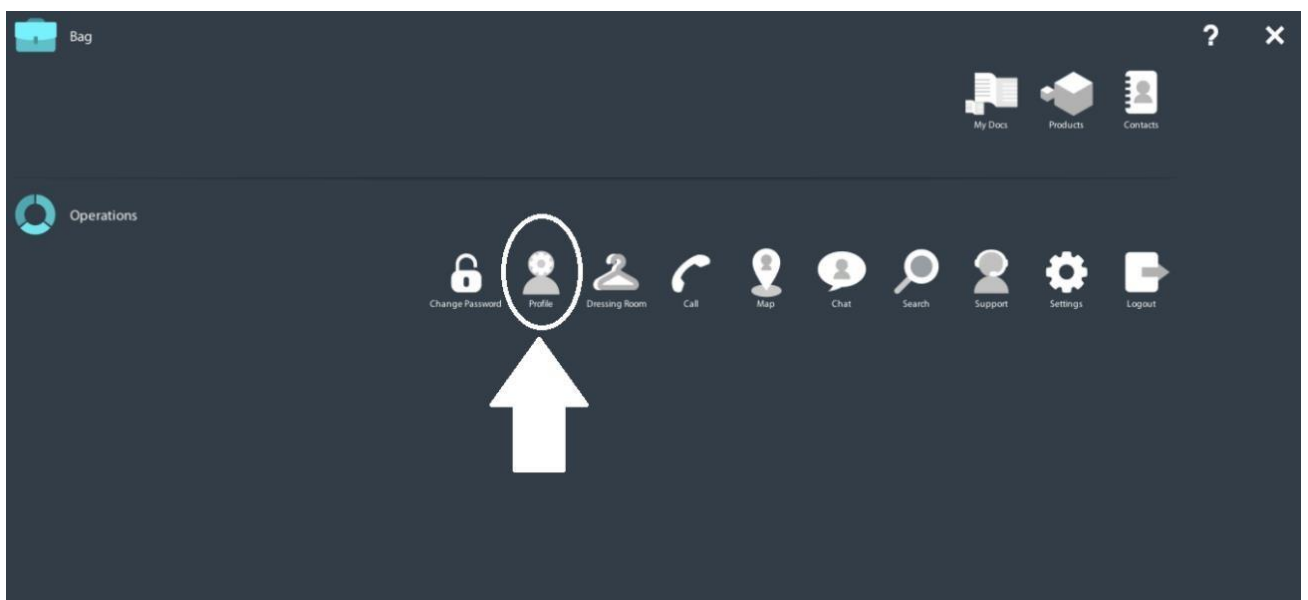 Bag
?
My Docs Products Contacts
Operations
Change Password Profile Dressing Room Call Map Chat Search Support Settings Logout